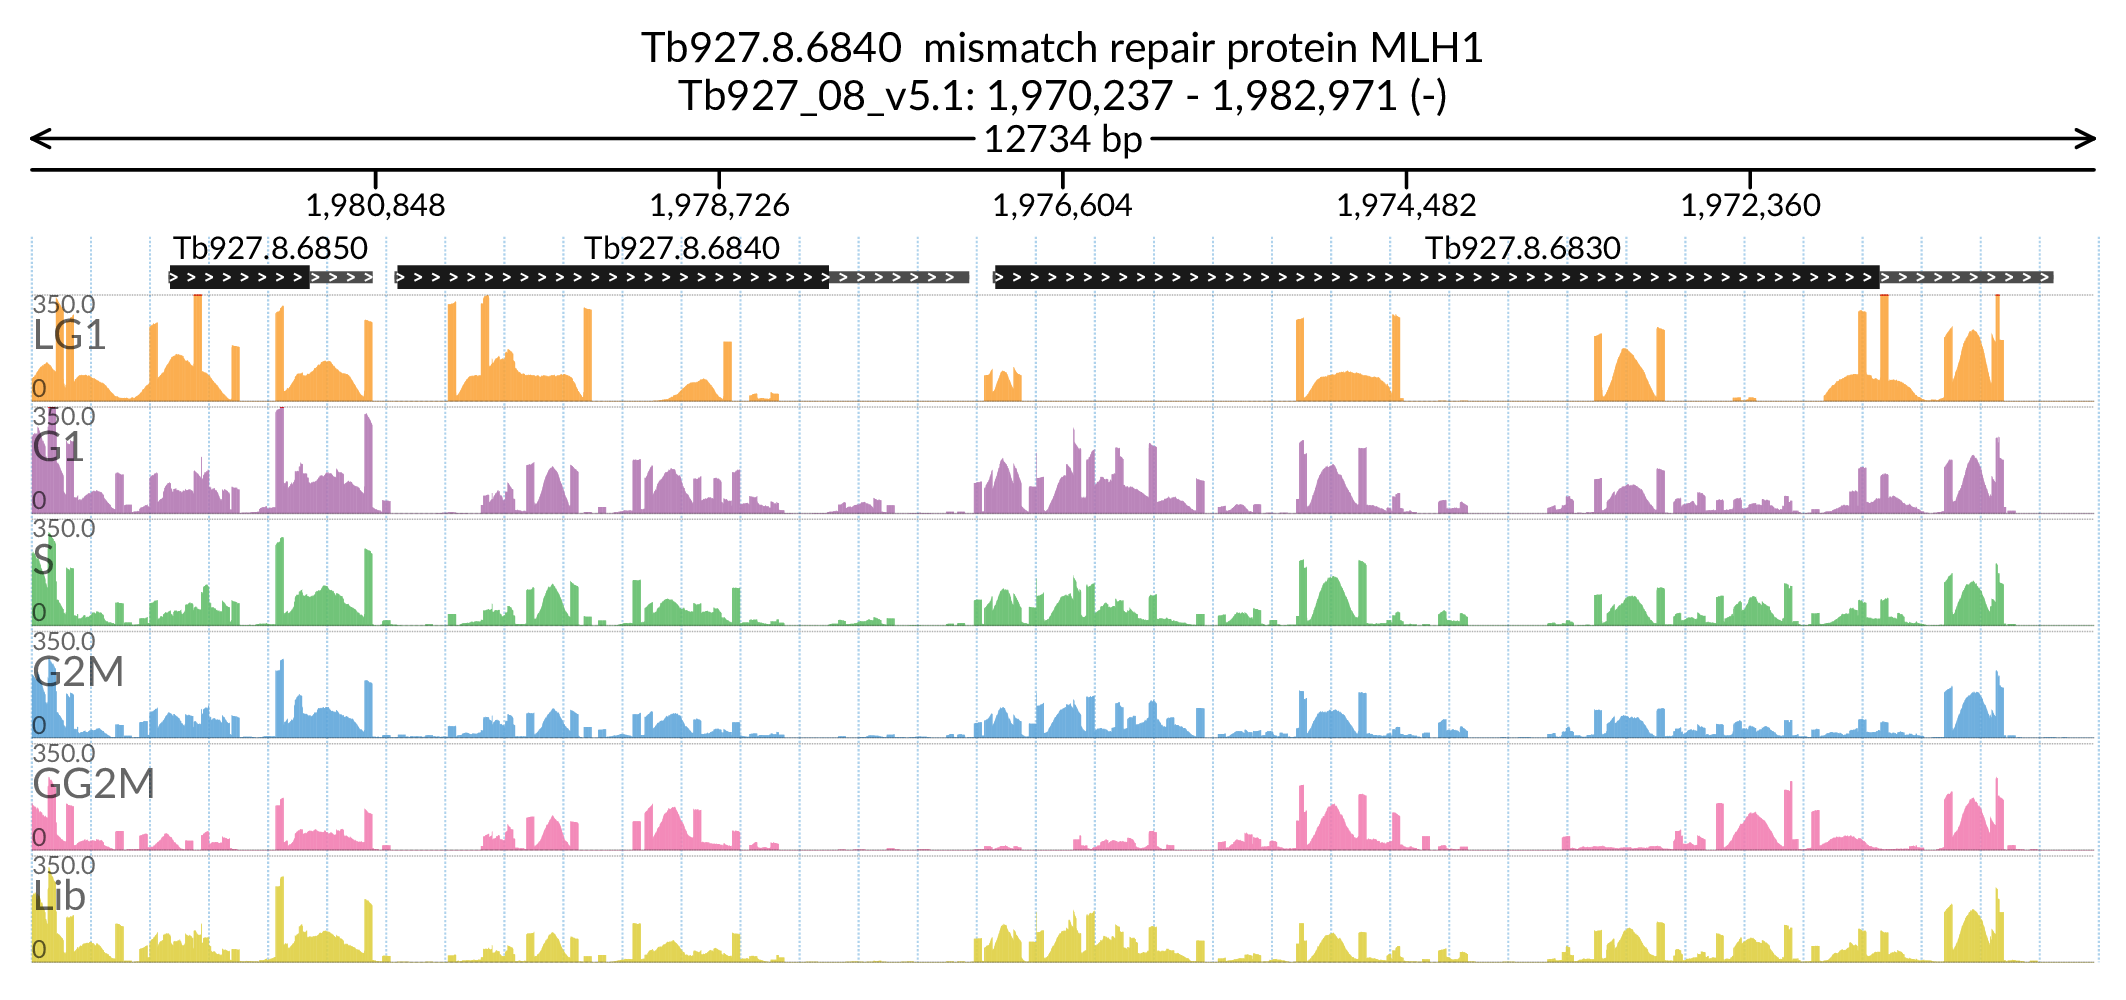 Tb927.8.6840  mismatch repair protein MLH1
Tb927_08_v5.1: 1,970,237 - 1,982,971 (-)
12734 bp
1,980,848 1,978,726 1,976,604 1,974,482 1,972,360
Tb927.8.6850 Tb927.8.6840 Tb927.8.6830
350.0
LG1
0
350.0
G1
0
350.0
S
0
350.0
G2M
0
350.0
GG2M
0
350.0
Lib
0